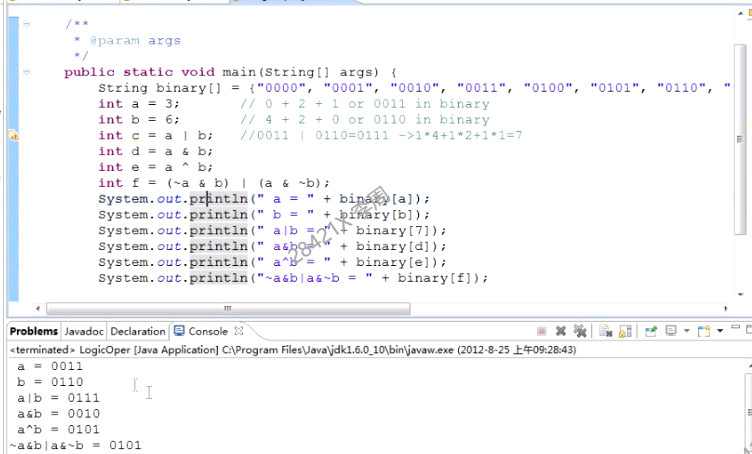 /**
 * @param args
 */
public static void main(String[] args) {
String binary[] = {"0000", "0001", "0010", "0011", "0100", "0101", "0110", "
int a = 3;        // 0 + 2 + 1 or 0011 in binary
int b = 6;        // 4 + 2 + 0 or 0110 in binary
int c = a | b;    //0011 | 0110=0111 ->1*4+1*2+1*1=7
int d = a & b;
int e = a ^ b;
int f = (~a & b) | (a & ~b);
System.out.println(" a = " + binary[a]);
System.out.println(" b = " + binary[b]);
System.out.println(" a|b = " + binary[7]);
System.out.println(" a&b = " + binary[d]);
System.out.println(" a^b = " + binary[e]);
System.out.println("~a&b|a&~b = " + binary[f]);
Problems Javadoc Declaration Console
<terminated> LogicOper [Java Application] C:\Program Files\Java\jdk1.6.0_10\bin\javaw.exe (2012-8-25 上午09:28:43)
a = 0011
b = 0110
a|b = 0111
a&b = 0010
a^b = 0101
~a&b|a&~b = 0101